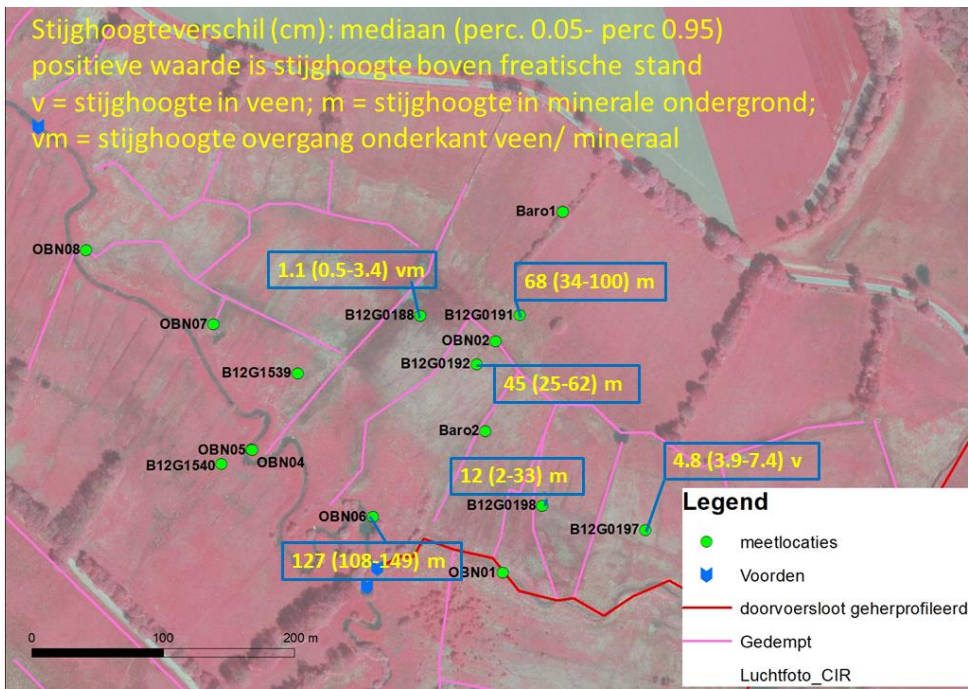 Stijghoogteverschil (cm): mediaan (perc. 0.05- perc 0.95)
positieve waarde is stijghoogte boven freatische stand
v = stijghoogte in veen; m = stijghoogte in minerale ondergrond;
vm = stijghoogte overgang onderkant veen/ mineraal
Baro1
OBN08
1.1 (0.5-3.4) vm
68 (34-100) m
B12G0188
B12G0191
OBN07
OBN02
B12G0192
B12G1539
45 (25-62) m
Baro2
OBN05
OBN04
B12G1540
12 (2-33) m
4.8 (3.9-7.4) v
B12G0198
B12G0197
OBN06
127 (108-149) m
OBN01
Legend
meetlocaties
Voorden
doorvoersloot geherprofileerd
Gedempt
Luchtfoto_CIR
0 100 200 m